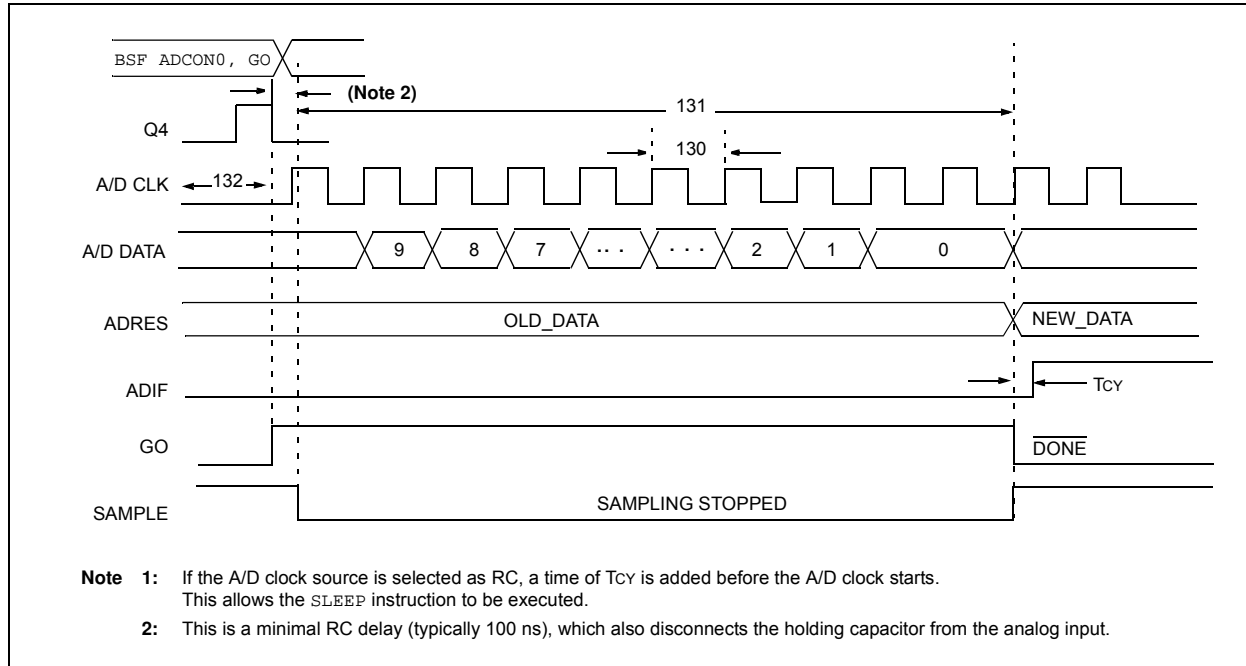 BSF ADCON0, GO
(Note 2)
131
Q4
130
A/D CLK
132
A/D DATA
9
8
7
. . .
. . .
2
1
0
ADRES
OLD_DATA
NEW_DATA
ADIF
TCY
GO
DONE
SAMPLE
SAMPLING STOPPED
Note 1: If the A/D clock source is selected as RC, a time of TCY is added before the A/D clock starts.
This allows the SLEEP instruction to be executed.
2: This is a minimal RC delay (typically 100 ns), which also disconnects the holding capacitor from the analog input.